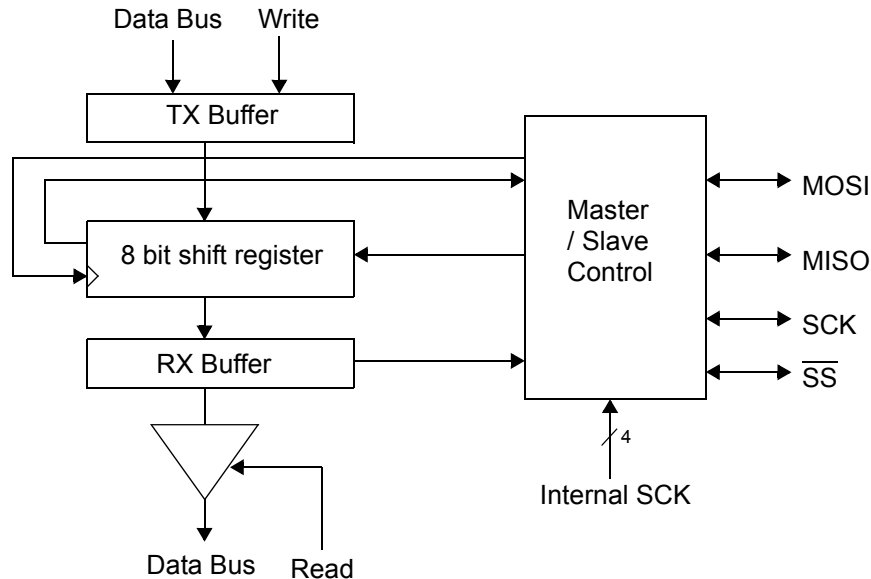 Data Bus Write
TX Buffer
8 bit shift register
RX Buffer
Data Bus Read
Master
/ Slave
Control
MOSI
MISO
SCK
S̅S̅
4
Internal SCK